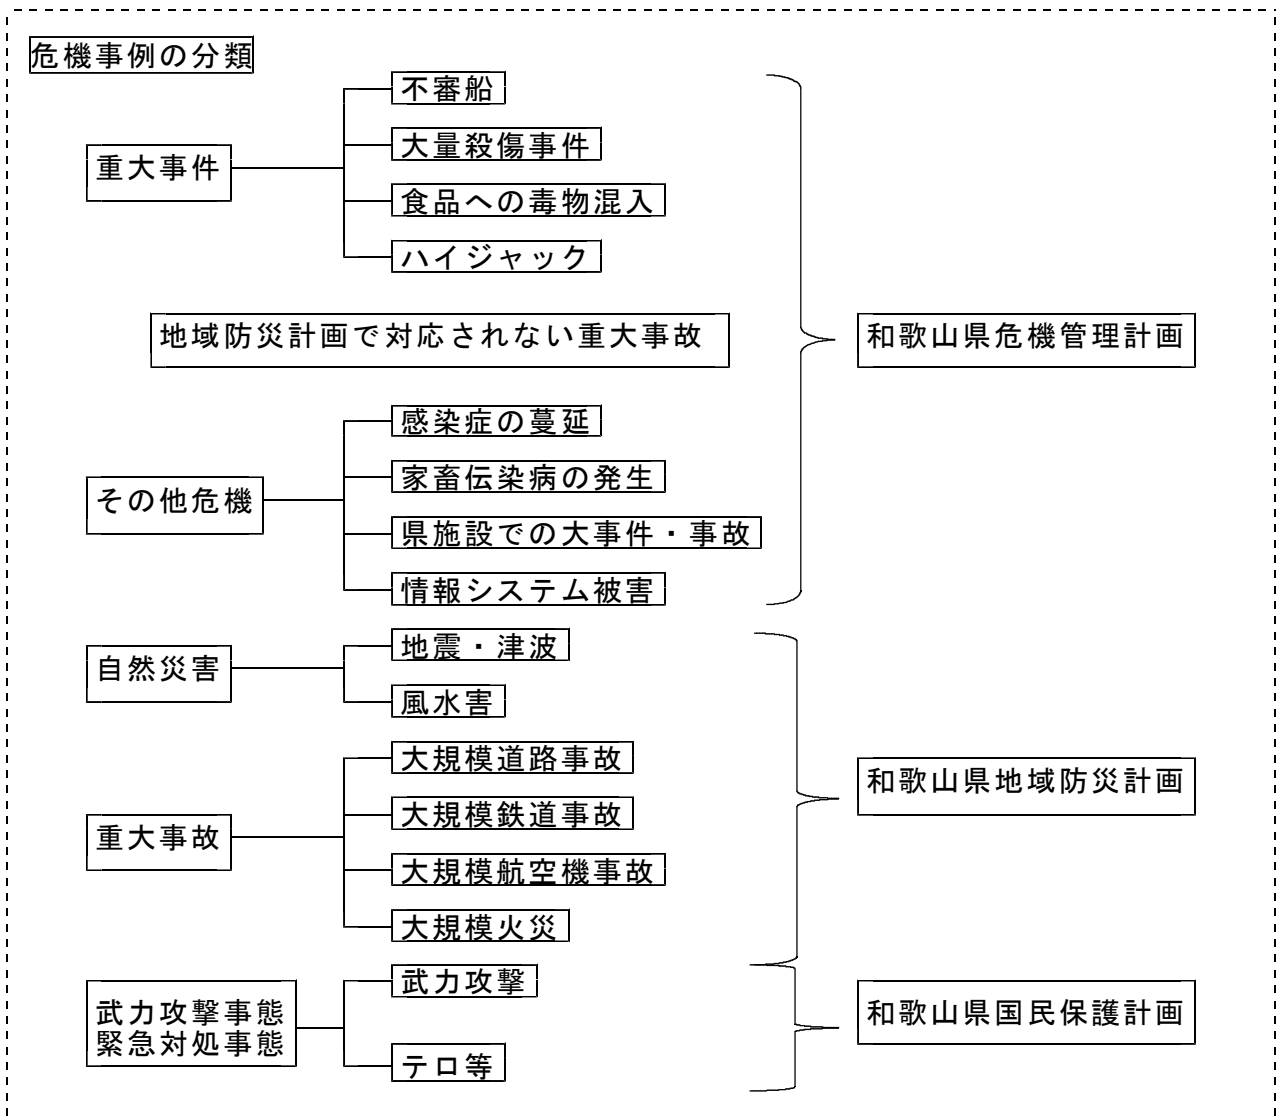 危機事例の分類
不審船
大量殺傷事件
重大事件
食品への毒物混入
ハイジャック
地域防災計画で対応されない重大事故
和歌山県危機管理計画
感染症の蔓延
家畜伝染病の発生
その他危機
県施設での大事件・事故
情報システム被害
地震・津波
自然災害
風水害
大規模道路事故
和歌山県地域防災計画
大規模鉄道事故
重大事故
大規模航空機事故
大規模火災
武力攻撃
武力攻撃事態
緊急対処事態
和歌山県国民保護計画
テロ等